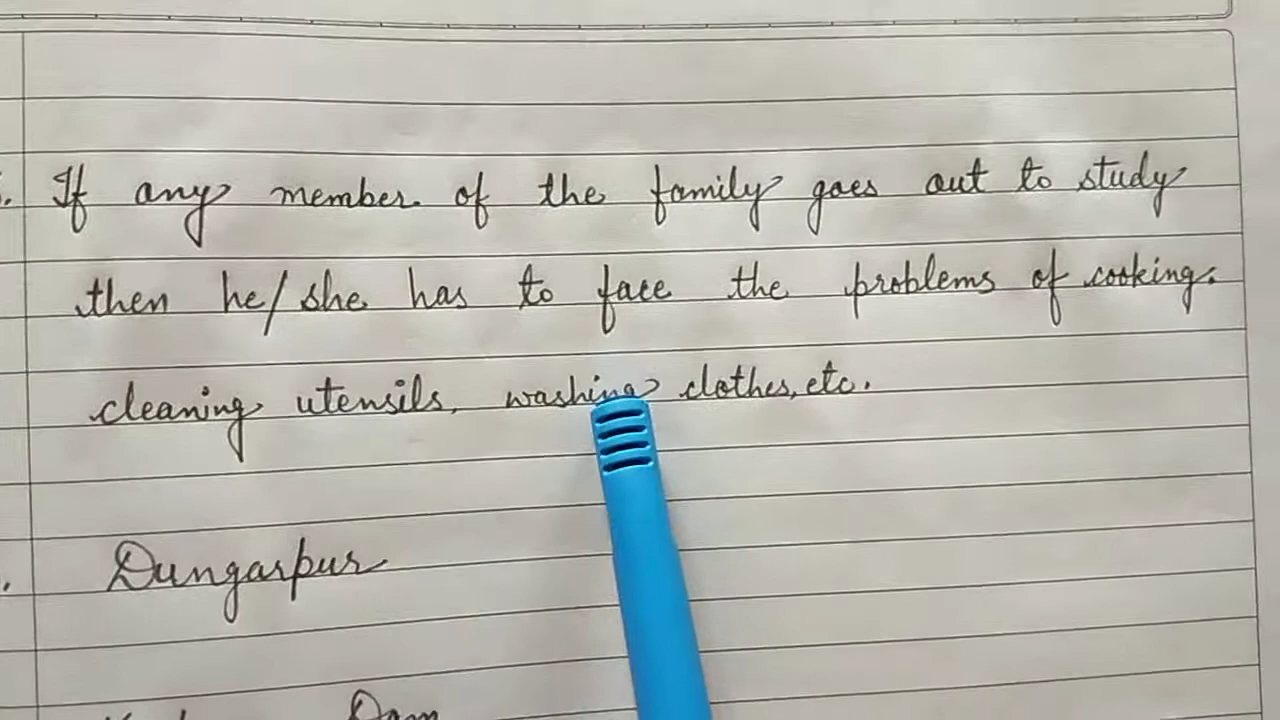 . If any member of the family goes out to study
then he/she has to face the problems of cooking.
cleaning utensils, washing clothes, etc.
. Dungarpur
Dam